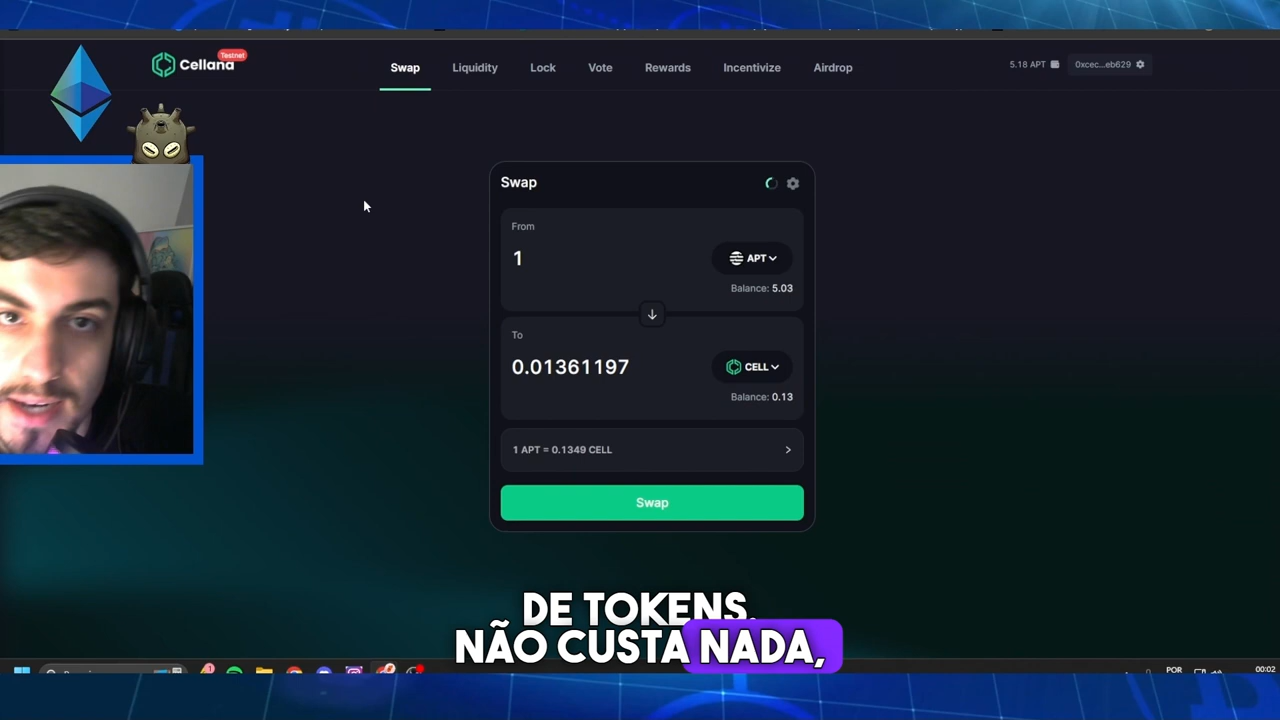 Cellana
Testnet
Swap
Liquidity
Lock
Vote
Rewards
Incentivize
Airdrop
5.18 APT
0xcec...eb629
Swap
From
1
APT
Balance: 5.03
To
0.01361197
CELL
Balance: 0.13
1 APT = 0.1349 CELL
Swap
DE TOKENS.
NÃO CUSTA NADA,
POR
00:02